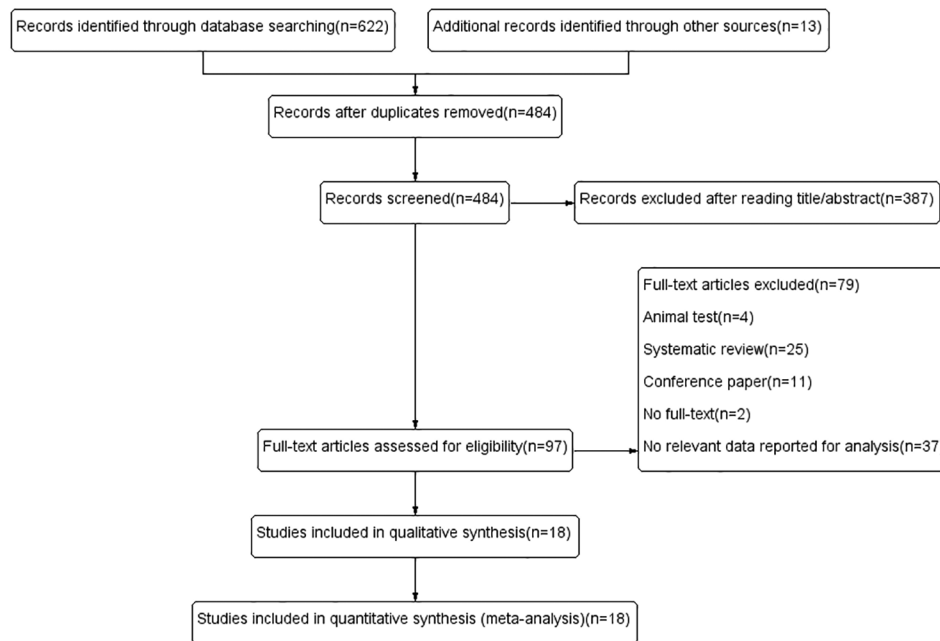 Records identified through database searching(n=622)
Additional records identified through other sources(n=13)
Records after duplicates removed(n=484)
Records screened(n=484)
Records excluded after reading title/abstract(n=387)
Full-text articles excluded(n=79)
Animal test(n=4)
Systematic review(n=25)
Conference paper(n=11)
No full-text(n=2)
No relevant data reported for analysis(n=37
Full-text articles assessed for eligibility(n=97)
Studies included in qualitative synthesis(n=18)
Studies included in quantitative synthesis (meta-analysis)(n=18)